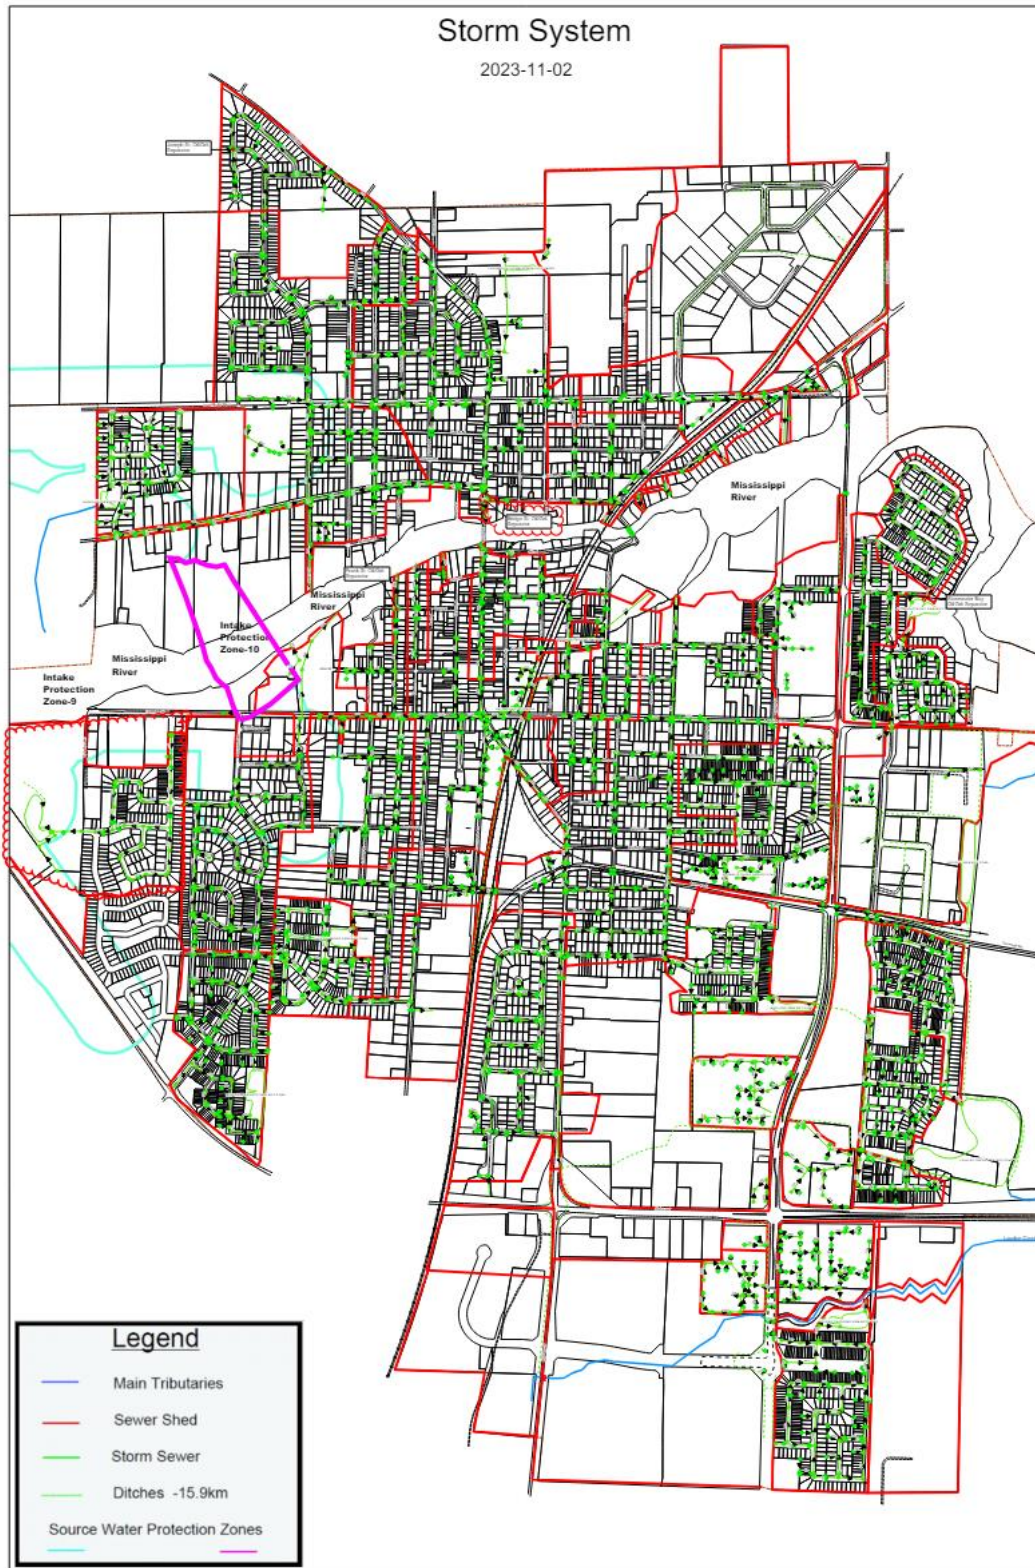 Storm System
2023-11-02
Mississippi
River
Mississippi
River
Intake
Protection
Zone-10
Mississippi
River
Intake
Protection
Zone-9
Legend
Main Tributaries
Sewer Shed
Storm Sewer
Ditches -15.9km
Source Water Protection Zones